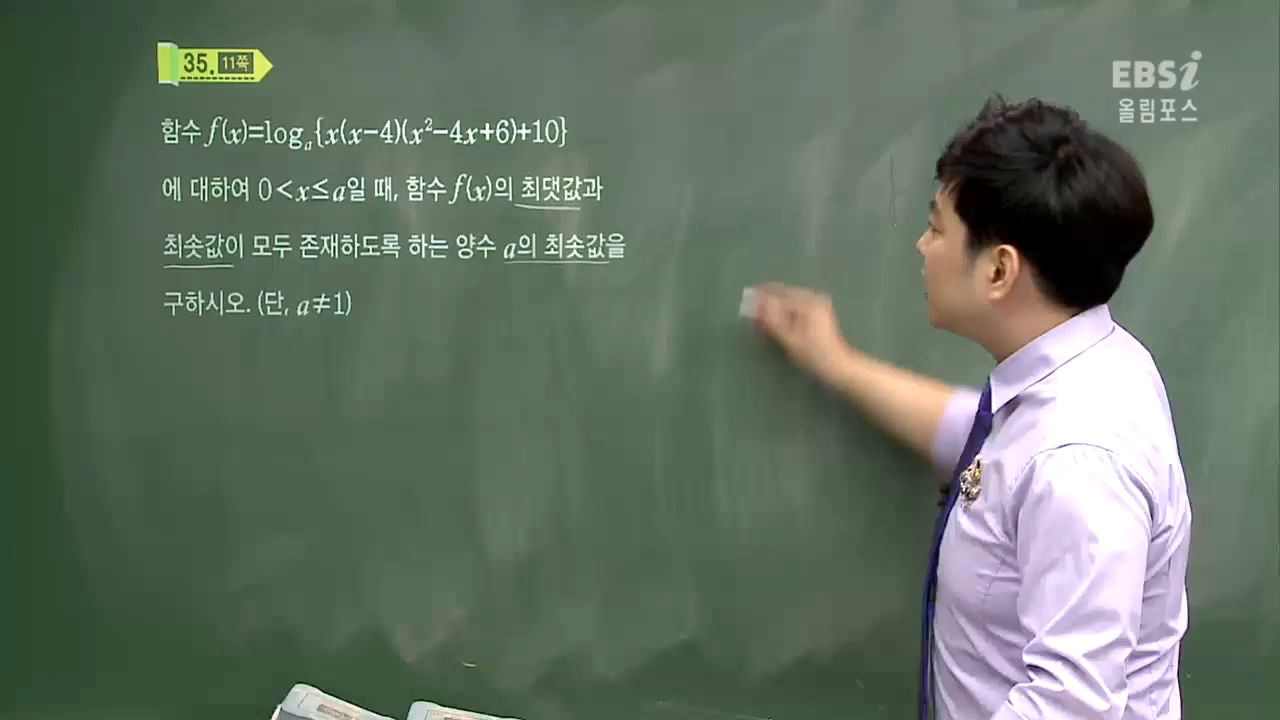 35. 11쪽
EBSi
올림포스
함수 f(x)=logₐ{x(x-4)(x²-4x+6)+10}
에 대하여 0<x≤a일 때, 함수 f(x)의 최댓값과
최솟값이 모두 존재하도록 하는 양수 a의 최솟값을
구하시오. (단, a≠1)